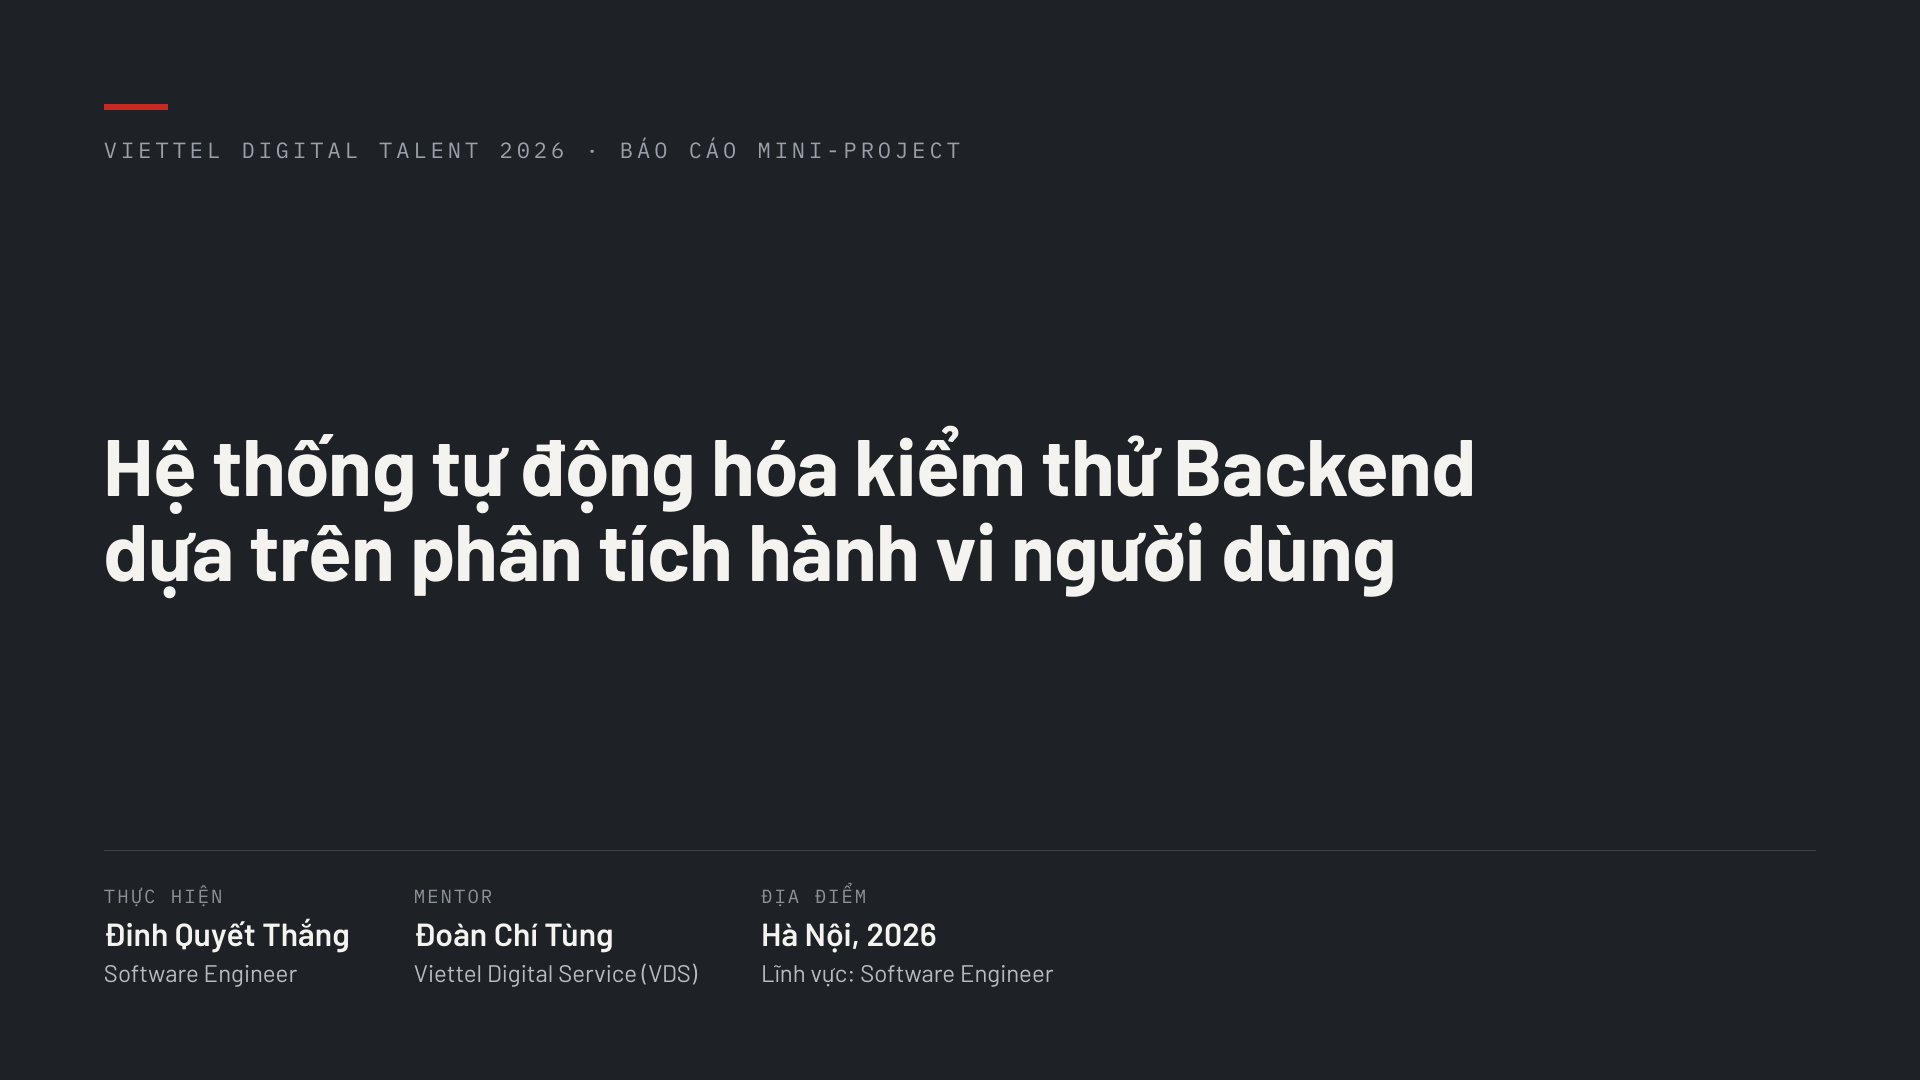 VIETTEL DIGITAL TALENT 2026 · BÁO CÁO MINI-PROJECT
Hệ thống tự động hóa kiểm thử Backend
dựa trên phân tích hành vi người dùng
THỰC HIỆN
Đinh Quyết Thắng
Software Engineer
MENTOR
Đoàn Chí Tùng
Viettel Digital Service (VDS)
ĐỊA ĐIỂM
Hà Nội, 2026
Lĩnh vực: Software Engineer